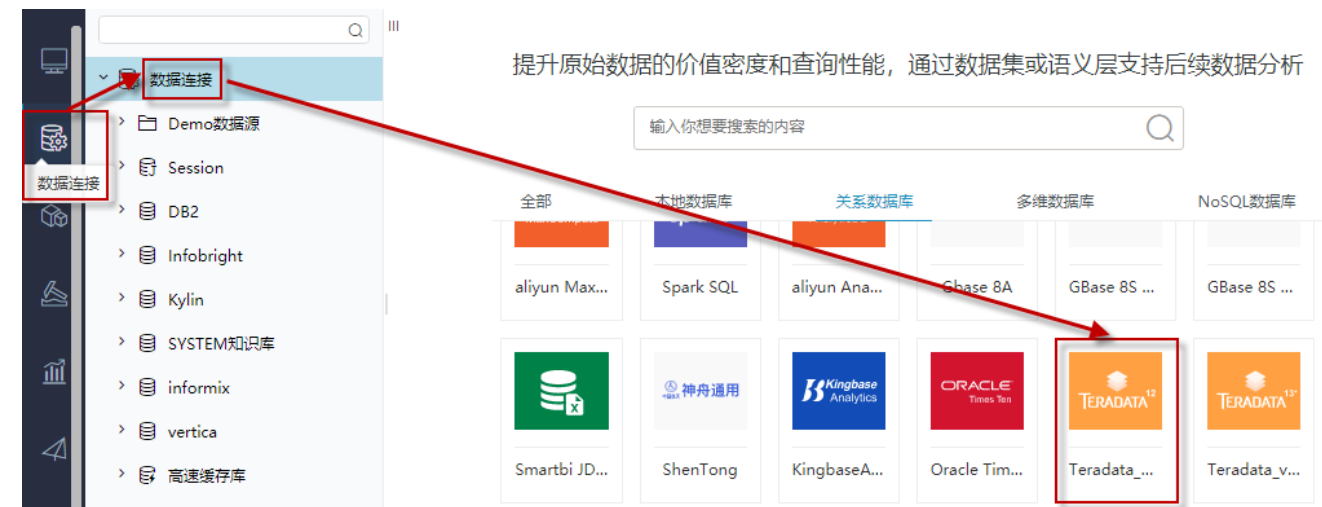 数据连接
数据连接
Demo数据源
Session
DB2
Infobright
Kylin
SYSTEM知识库
informix
vertica
高速缓存库
提升原始数据的价值密度和查询性能，通过数据集或语义层支持后续数据分析
输入你想要搜索的内容
全部 本地数据库 关系数据库 多维数据库 NoSQL数据库
aliyun Max... Spark SQL aliyun Ana... Gbase 8A GBase 8S ... GBase 8S ...
X 神舟通用 Kingbase Analytics ORACLE Times Ten TERADATA 12 TERADATA 13+
Smartbi JD... ShenTong KingbaseA... Oracle Tim... Teradata_... Teradata_v...